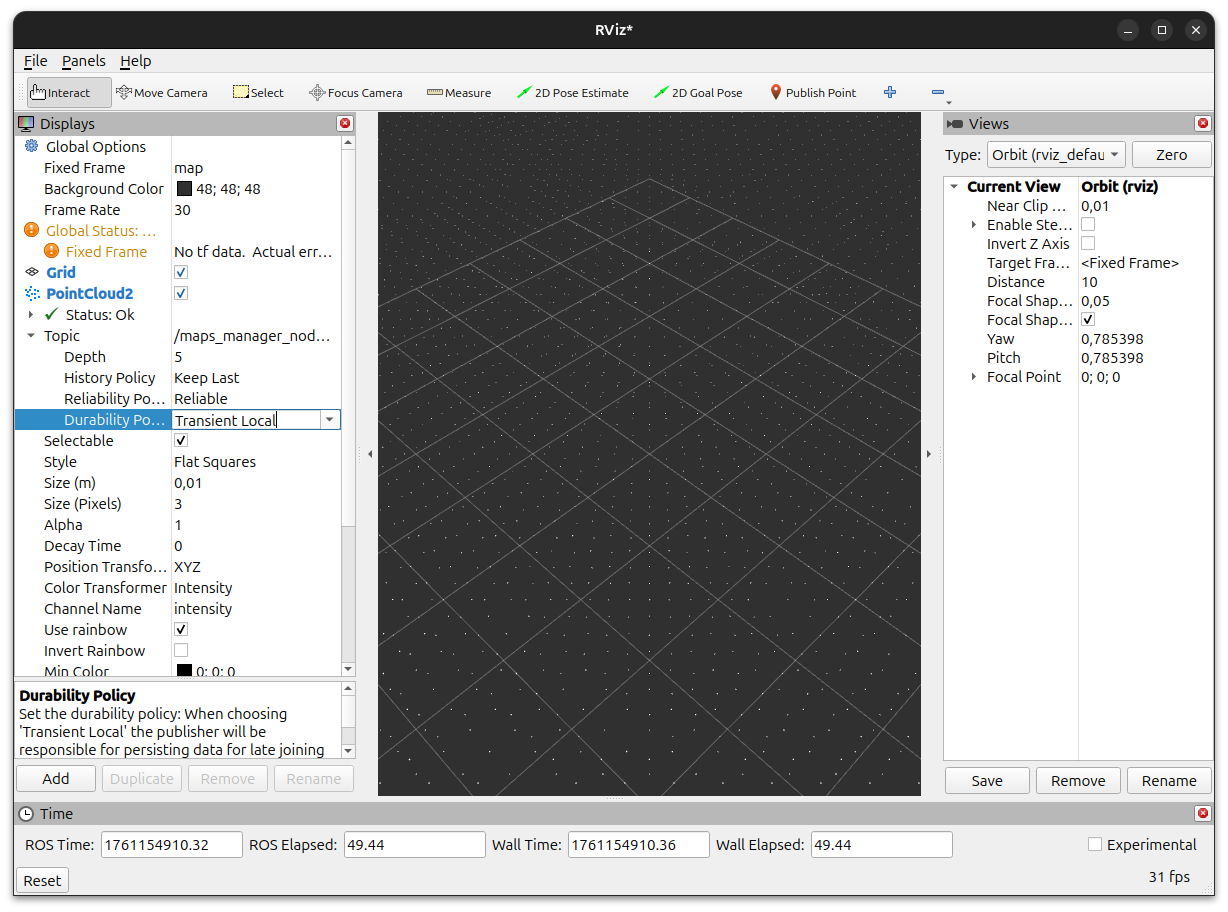 RViz*
File Panels Help
Interact Move Camera Select Focus Camera Measure 2D Pose Estimate 2D Goal Pose Publish Point
Displays
Global Options
Fixed Frame map
Background Color 48; 48; 48
Frame Rate 30
Global Status: ...
Fixed Frame No tf data. Actual err...
Grid
PointCloud2
Status: Ok
Topic /maps_manager_nod...
Depth 5
History Policy Keep Last
Reliability Po... Reliable
Durability Po... Transient Local
Selectable
Style Flat Squares
Size (m) 0,01
Size (Pixels) 3
Alpha 1
Decay Time 0
Position Transfo... XYZ
Color Transformer Intensity
Channel Name intensity
Use rainbow
Invert Rainbow
Min Color 0; 0; 0
Durability Policy
Set the durability policy: When choosing
'Transient Local' the publisher will be
responsible for persisting data for late joining
Add Duplicate Remove Rename
Views
Type: Orbit (rviz_defau Zero
Current View Orbit (rviz)
Near Clip ... 0,01
Enable Ste...
Invert Z Axis
Target Fra... <Fixed Frame>
Distance 10
Focal Shap... 0,05
Focal Shap...
Yaw 0,785398
Pitch 0,785398
Focal Point 0; 0; 0
Save Remove Rename
Time
ROS Time: 1761154910.32 ROS Elapsed: 49.44 Wall Time: 1761154910.36 Wall Elapsed: 49.44 Experimental
Reset 31 fps